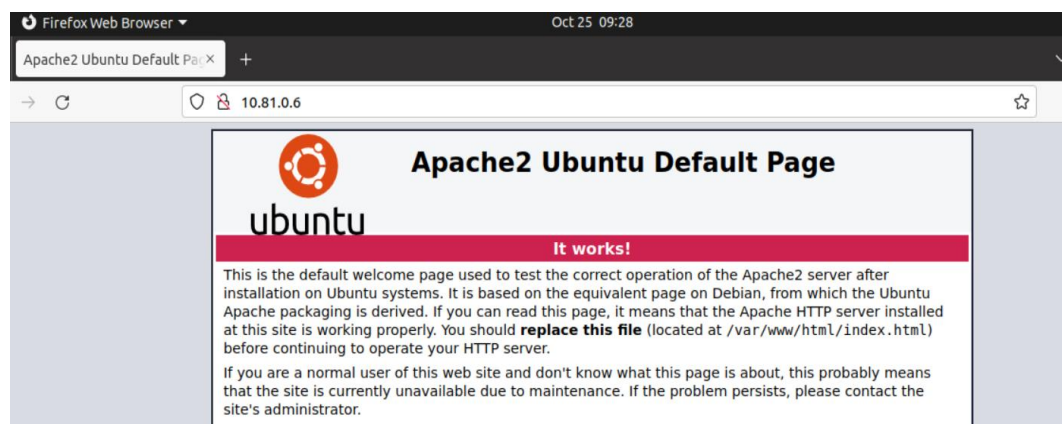 Firefox Web Browser
Oct 25 09:28
Apache2 Ubuntu Default Pag
10.81.0.6
Apache2 Ubuntu Default Page
ubuntu
It works!
This is the default welcome page used to test the correct operation of the Apache2 server after
installation on Ubuntu systems. It is based on the equivalent page on Debian, from which the Ubuntu
Apache packaging is derived. If you can read this page, it means that the Apache HTTP server installed
at this site is working properly. You should replace this file (located at /var/www/html/index.html)
before continuing to operate your HTTP server.
If you are a normal user of this web site and don't know what this page is about, this probably means
that the site is currently unavailable due to maintenance. If the problem persists, please contact the
site's administrator.